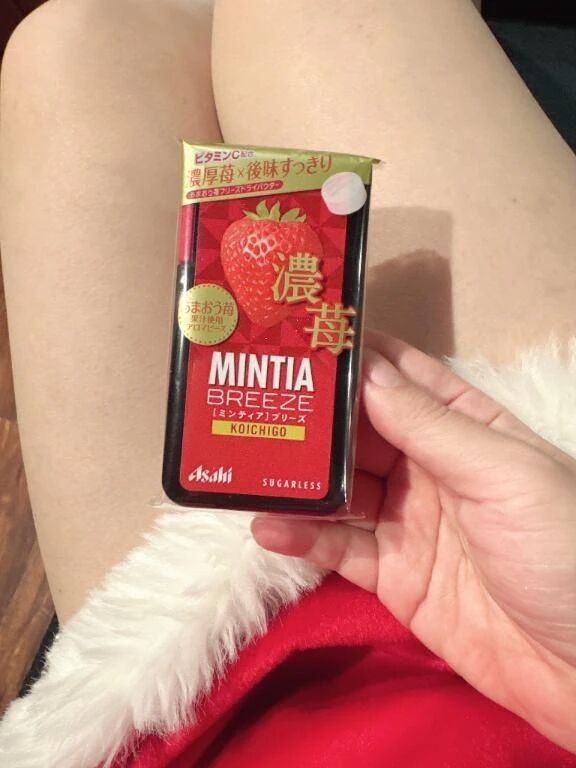 ビタミンC配合
濃厚苺×後味すっきり
あまおう苺フリーズドライパウダー
濃
苺
あまおう苺
果汁使用
アロマビーズ
MINTIA
BREEZE
[ミンティア]ブリーズ
KOICHIGO
Asahi
SUGARLESS